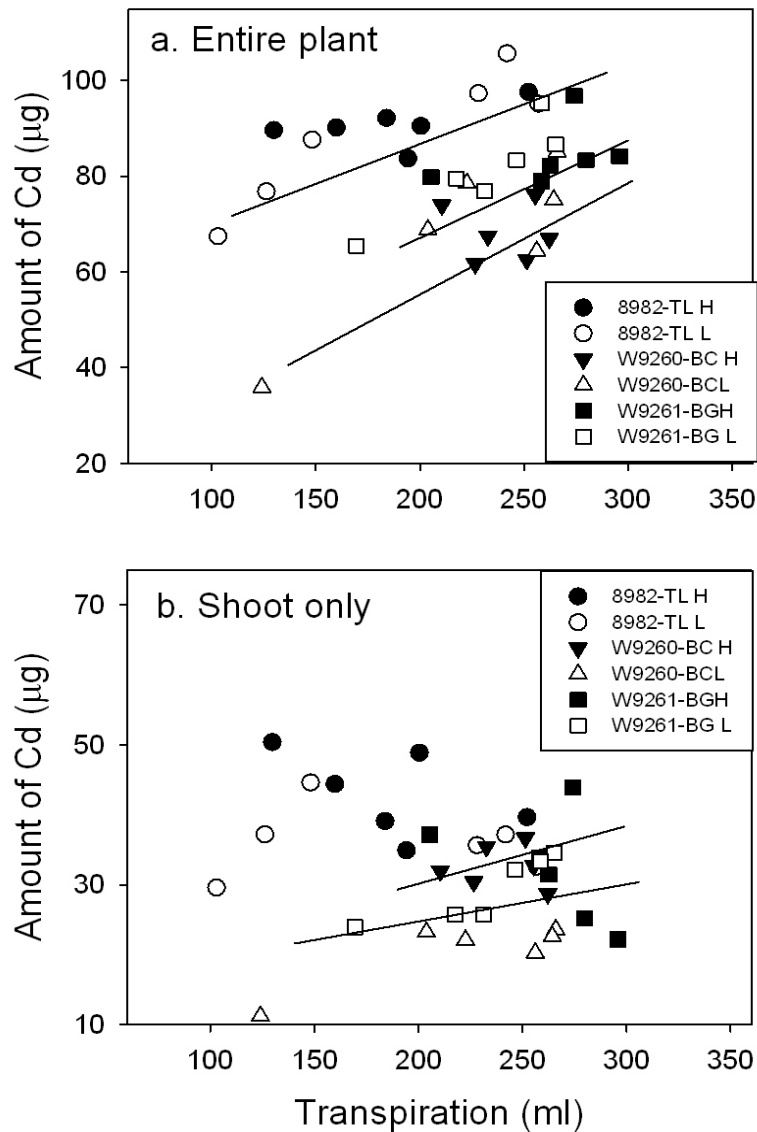 a. Entire plant
Amount of Cd (μg)
100
80
60
40
20
8982-TL H
8982-TL L
W9260-BC H
W9260-BCL
W9261-BGH
W9261-BG L
100 150 200 250 300 350
b. Shoot only
Amount of Cd (μg)
70
50
30
10
8982-TL H
8982-TL L
W9260-BC H
W9260-BCL
W9261-BGH
W9261-BG L
100 150 200 250 300 350
Transpiration (ml)